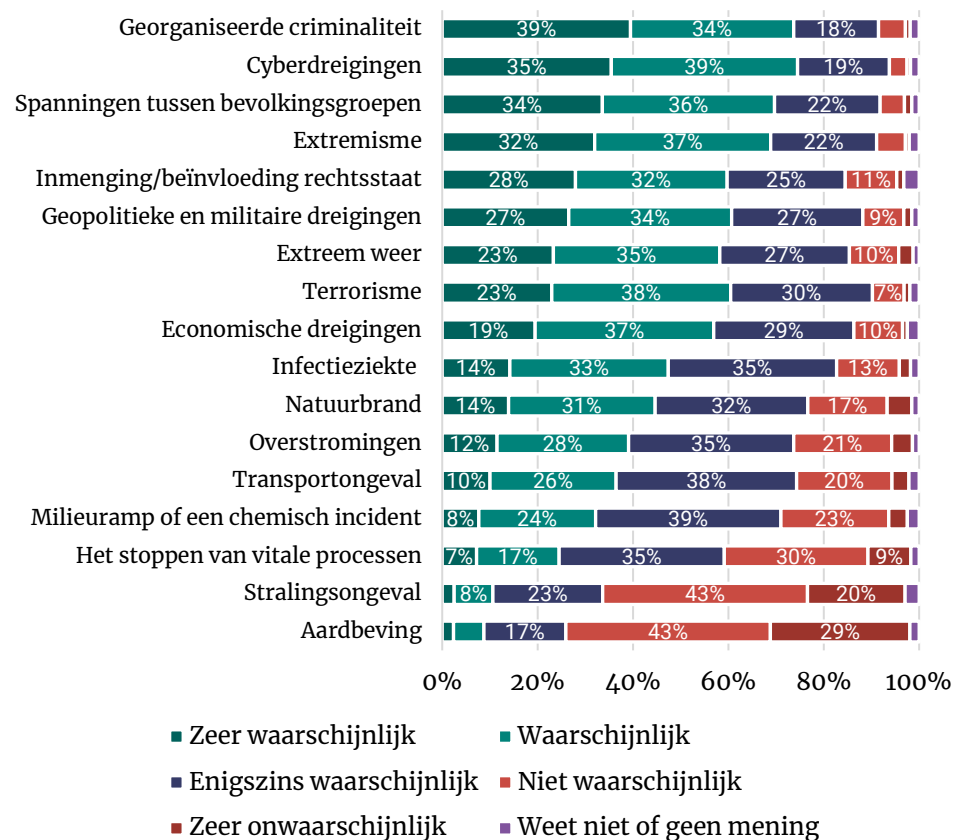 Georganiseerde criminaliteit 39% 34% 18%
Cyberdreigingen 35% 39% 19%
Spanningen tussen bevolkingsgroepen 34% 36% 22%
Extremisme 32% 37% 22%
Inmenging/beïnvloeding rechtsstaat 28% 32% 25% 11%
Geopolitieke en militaire dreigingen 27% 34% 27% 9%
Extreem weer 23% 35% 27% 10%
Terrorisme 23% 38% 30% 7%
Economische dreigingen 19% 37% 29% 10%
Infectieziekte 14% 33% 35% 13%
Natuurbrand 14% 31% 32% 17%
Overstromingen 12% 28% 35% 21%
Transportongeval 10% 26% 38% 20%
Milieuramp of een chemisch incident 8% 24% 39% 23%
Het stoppen van vitale processen 7% 17% 35% 30% 9%
Stralingsongeval 8% 23% 43% 20%
Aardbeving 17% 43% 29%
0% 20% 40% 60% 80% 100%
Zeer waarschijnlijk Waarschijnlijk
Enigszins waarschijnlijk Niet waarschijnlijk
Zeer onwaarschijnlijk Weet niet of geen mening